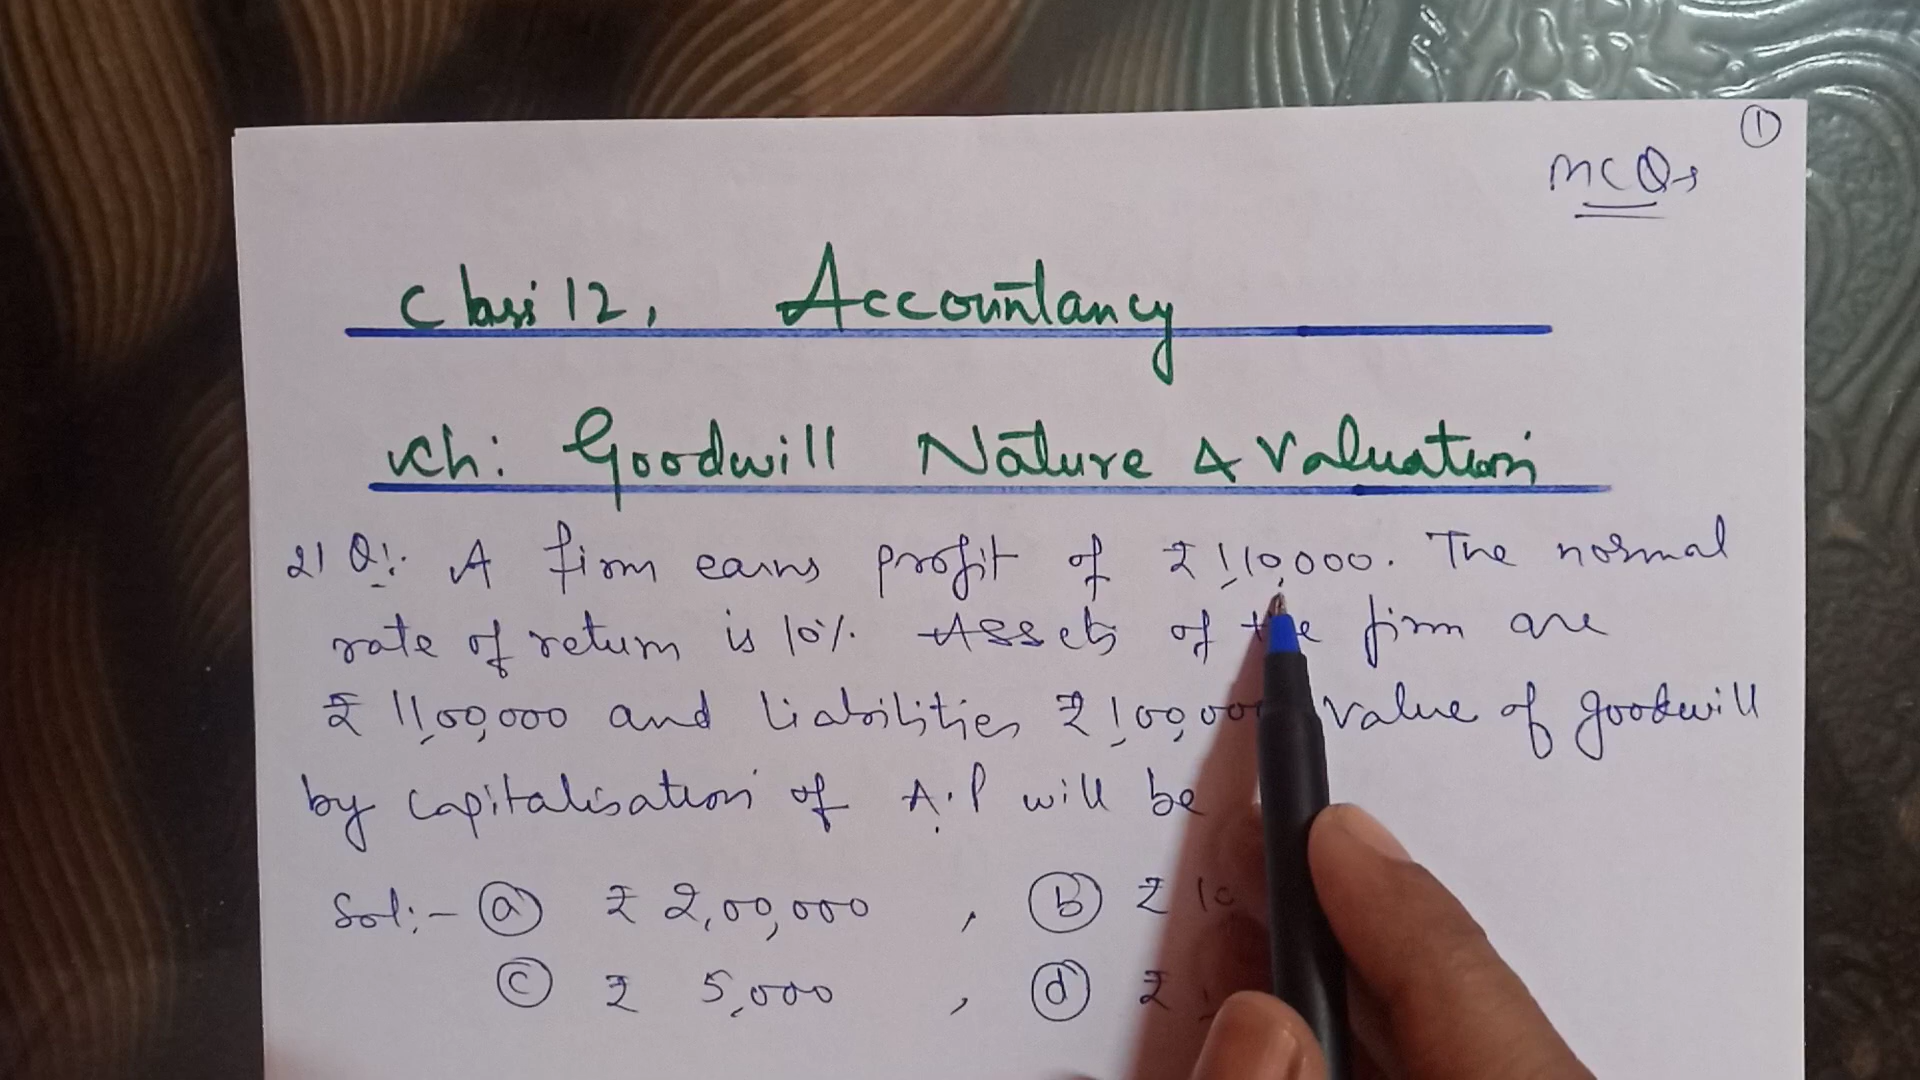 ①
MCQs
Class 12, Accountancy
Ch: Goodwill Nature & Valuation
21 Q:. A firm earns profit of ₹ 1,10,000. The normal
rate of return is 10%. Assets of the firm are
₹ 11,00,000 and liabilities ₹ 1,00,000 value of goodwill
by capitalisation of A.P will be
Sol:- ⓐ ₹ 2,00,000 , ⓑ ₹ 10
ⓒ ₹ 5,000 , ⓓ ₹